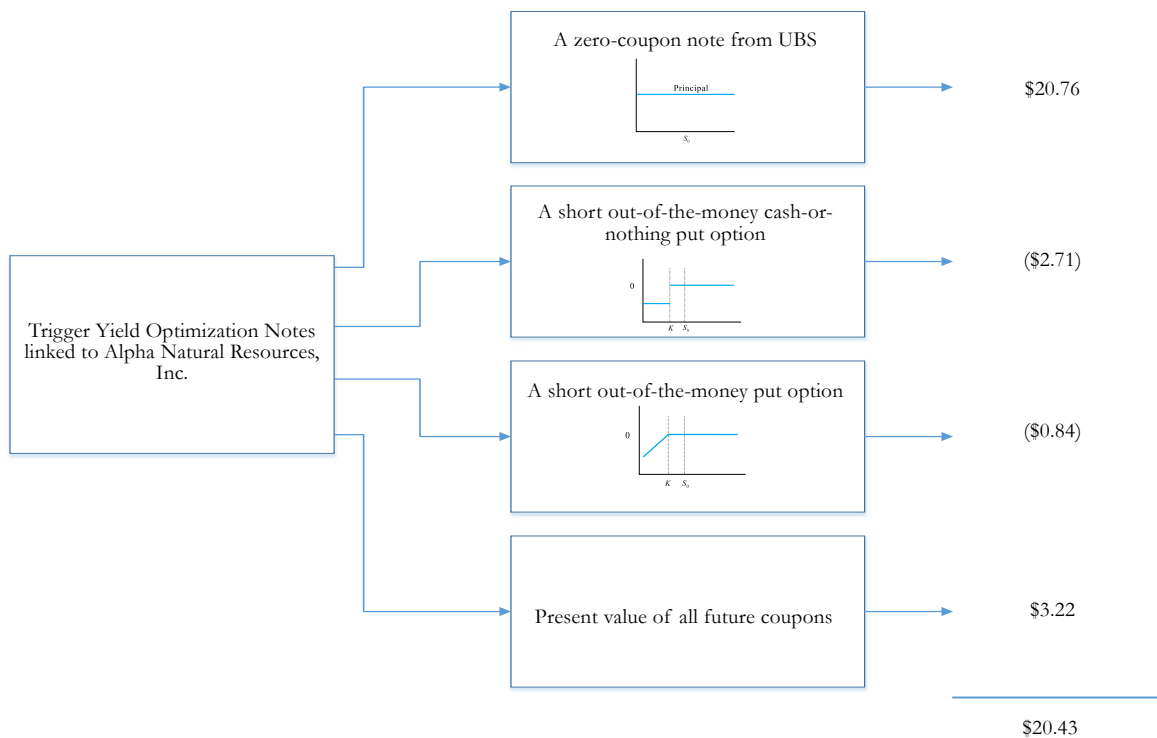 A zero-coupon note from UBS
Principal
S₀
$20.76
A short out-of-the-money cash-or-
nothing put option
0
K
S₀
($2.71)
Trigger Yield Optimization Notes
linked to Alpha Natural Resources,
Inc.
A short out-of-the-money put option
0
K
S₀
($0.84)
Present value of all future coupons
$3.22
$20.43